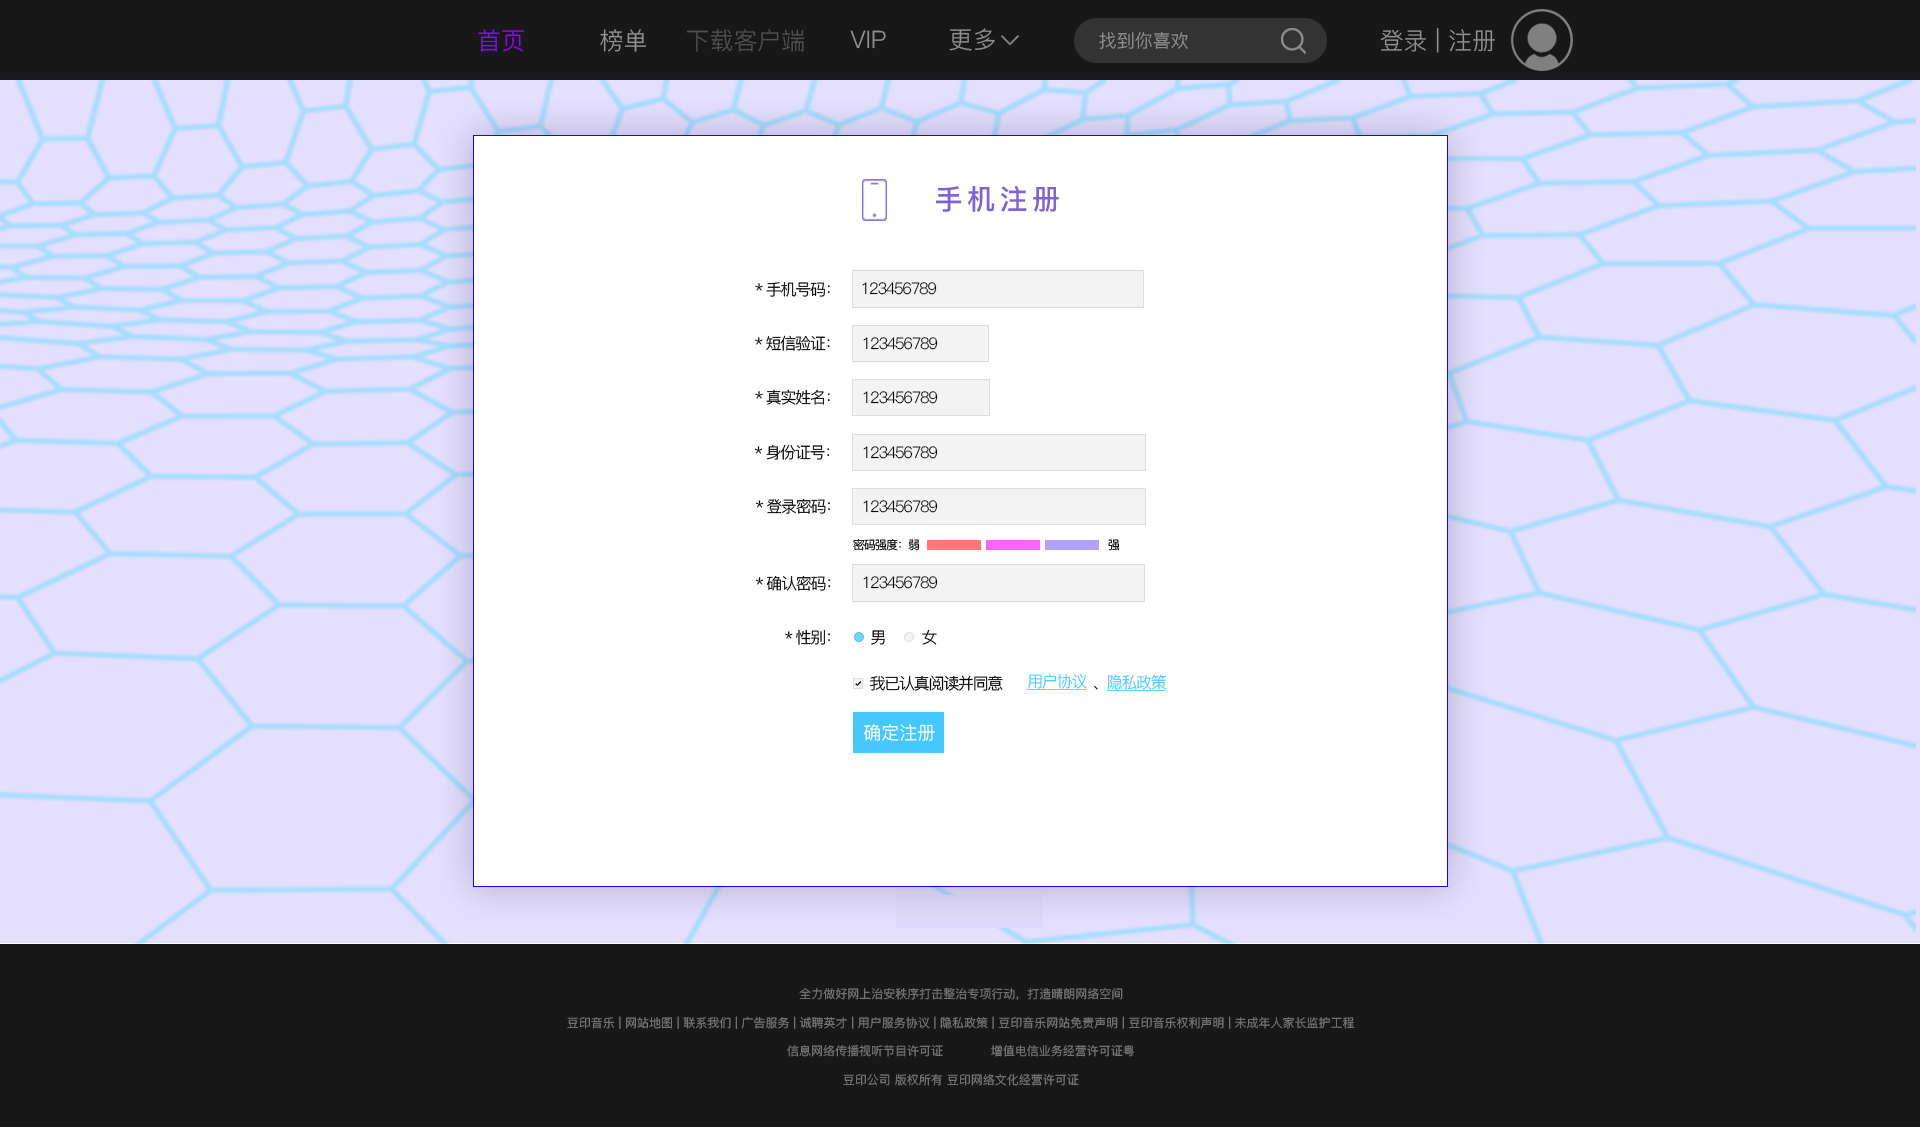 首页 榜单 下载客户端 VIP 更多 找到你喜欢 登录 | 注册
手机注册
* 手机号码： 123456789
* 短信验证： 123456789
* 真实姓名： 123456789
* 身份证号： 123456789
* 登录密码： 123456789
密码强度：弱 强
* 确认密码： 123456789
* 性别： 男 女
我已认真阅读并同意 用户协议 、隐私政策
确定注册
全力做好网上治安秩序打击整治专项行动，打造晴朗网络空间
豆印音乐 | 网站地图 | 联系我们 | 广告服务 | 诚聘英才 | 用户服务协议 | 隐私政策 | 豆印音乐网站免责声明 | 豆印音乐权利声明 | 未成年人家长监护工程
信息网络传播视听节目许可证 增值电信业务经营许可证粤
豆印公司 版权所有 豆印网络文化经营许可证